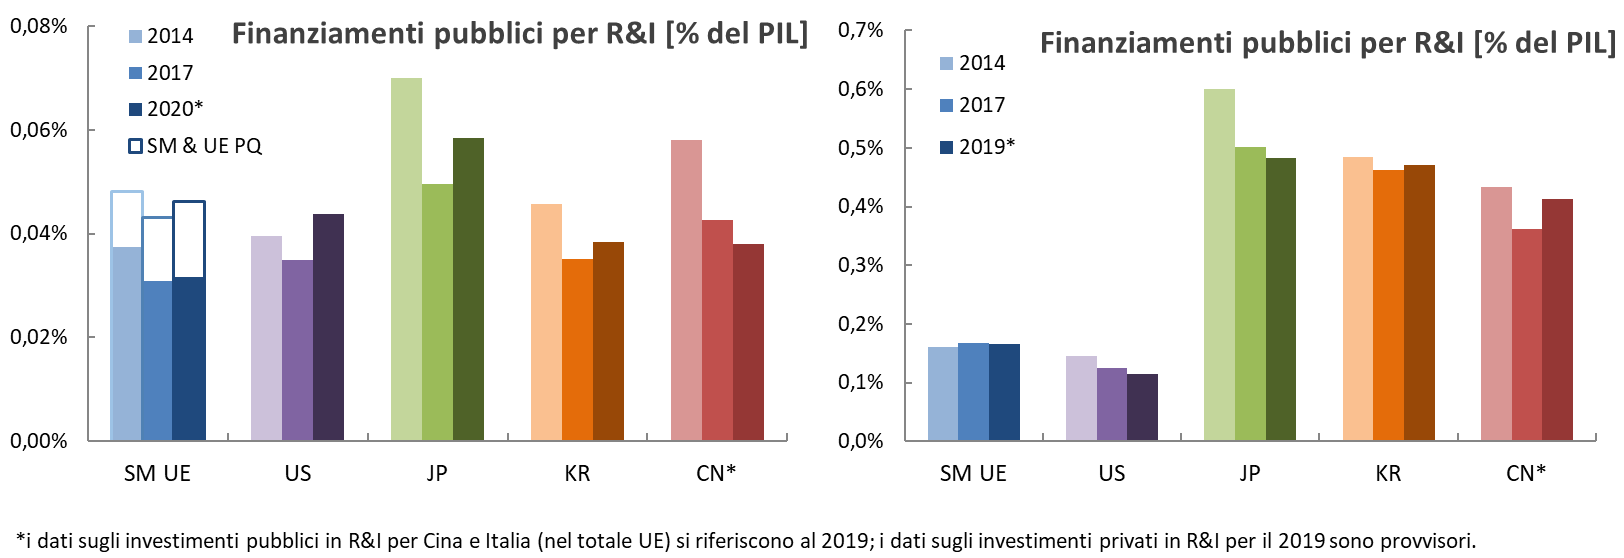 Finanziamenti pubblici per R&I [% del PIL]
0,08%
0,06%
0,04%
0,02%
0,00%
2014
2017
2020*
SM & UE PQ
SM UE
US
JP
KR
CN*
Finanziamenti pubblici per R&I [% del PIL]
0,7%
0,6%
0,5%
0,4%
0,3%
0,2%
0,1%
0,0%
2014
2017
2019*
SM UE
US
JP
KR
CN*
*i dati sugli investimenti pubblici in R&I per Cina e Italia (nel totale UE) si riferiscono al 2019; i dati sugli investimenti privati in R&I per il 2019 sono provvisori.